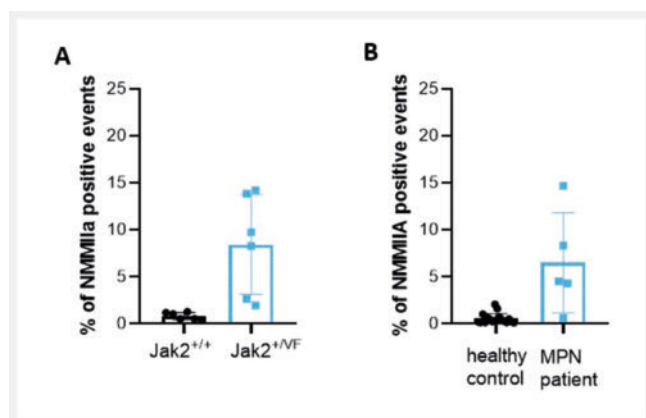 A
% of NMMIIa positive events
25
20
15
10
5
0
Jak2+/+
Jak2+/VF
B
% of NMMIIA positive events
25
20
15
10
5
0
healthy
control
MPN
patient